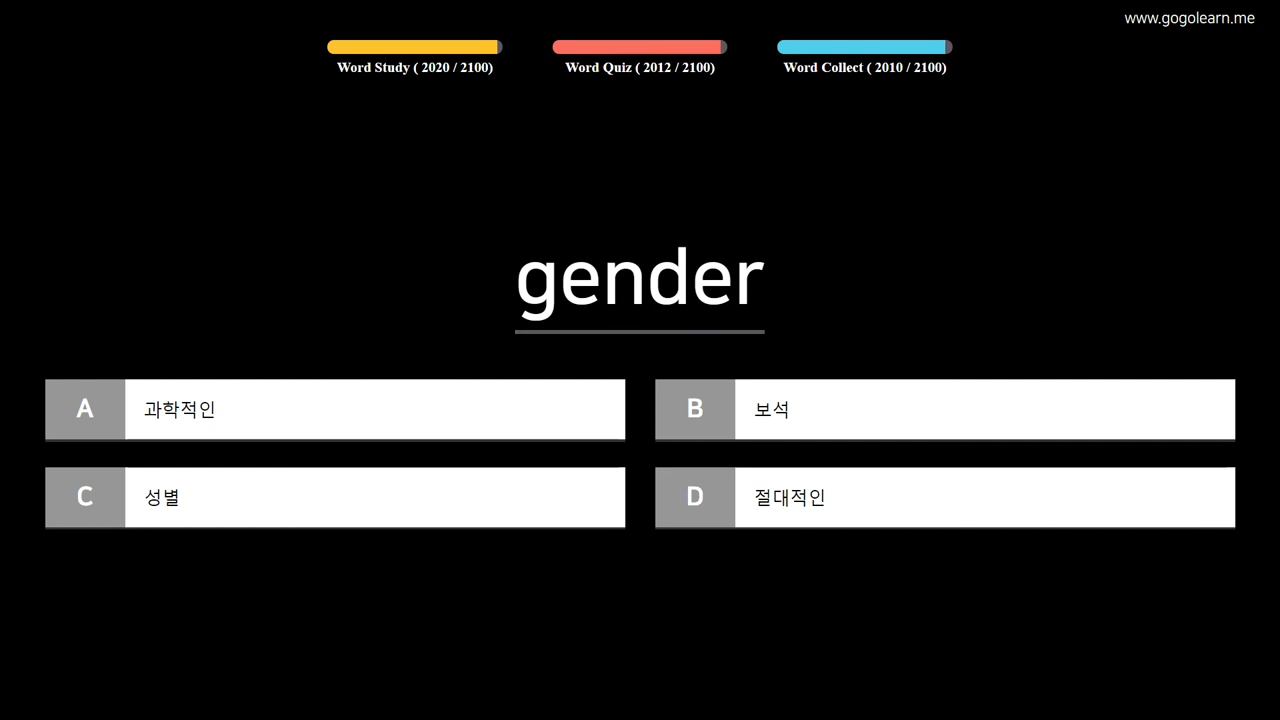 www.gogolearn.me
Word Study ( 2020 / 2100)
Word Quiz ( 2012 / 2100)
Word Collect ( 2010 / 2100)
gender
A 과학적인
B 보석
C 성별
D 절대적인